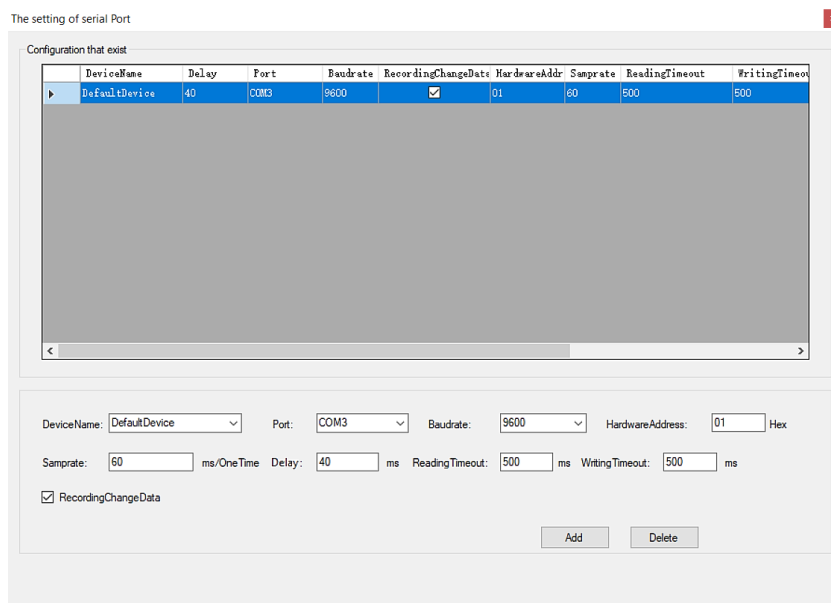 The setting of serial Port
Configuration that exist
DeviceName Delay Port Baudrate RecordingChangeData HardwareAddr Samprate ReadingTimeout WritingTimeou
DefaultDevice 40 COM3 9600 01 60 500 500
DeviceName: DefaultDevice Port: COM3 Baudrate: 9600 HardwareAddress: 01 Hex
Samprate: 60 ms/OneTime Delay: 40 ms ReadingTimeout: 500 ms WritingTimeout: 500 ms
RecordingChangeData
Add Delete